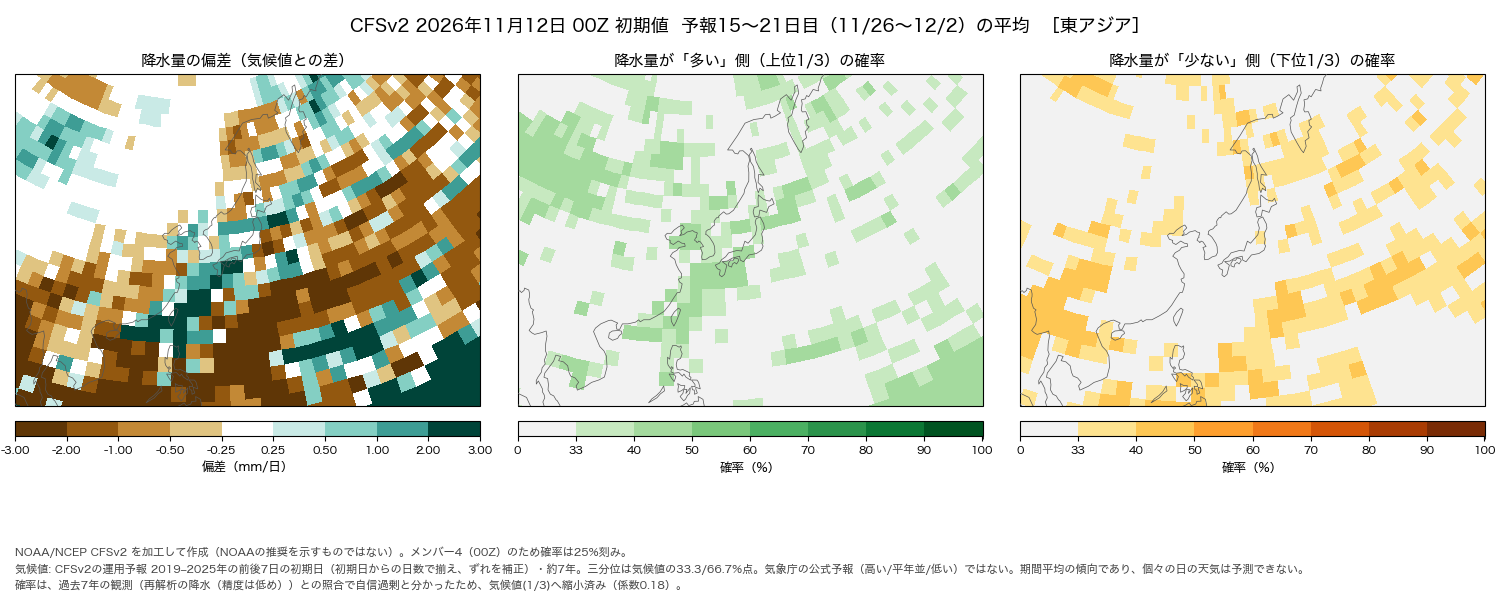 CFSv2 2026年11月12日 00Z 初期値 予報15〜21日目（11/26〜12/2）の平均 ［東アジア］
降水量の偏差（気候値との差）
降水量が「多い」側（上位1/3）の確率
降水量が「少ない」側（下位1/3）の確率
-3.00 -2.00 -1.00 -0.50 -0.25 0.25 0.50 1.00 2.00 3.00
偏差（mm/日）
0 33 40 50 60 70 80 90 100
確率（%）
0 33 40 50 60 70 80 90 100
確率（%）
NOAA/NCEP CFSv2 を加工して作成（NOAAの推奨を示すものではない）。メンバー4（00Z）のため確率は25%刻み。
気候値: CFSv2の運用予報 2019–2025年の前後7日の初期日（初期日からの日数で揃え、ずれを補正）・約7年。三分位は気候値の33.3/66.7%点。気象庁の公式予報（高い/平年並/低い）ではない。期間平均の傾向であり、個々の日の天気は予測できない。
確率は、過去7年の観測（再解析の降水（精度は低め））との照合で自信過剰と分かったため、気候値(1/3)へ縮小済み（係数0.18）。